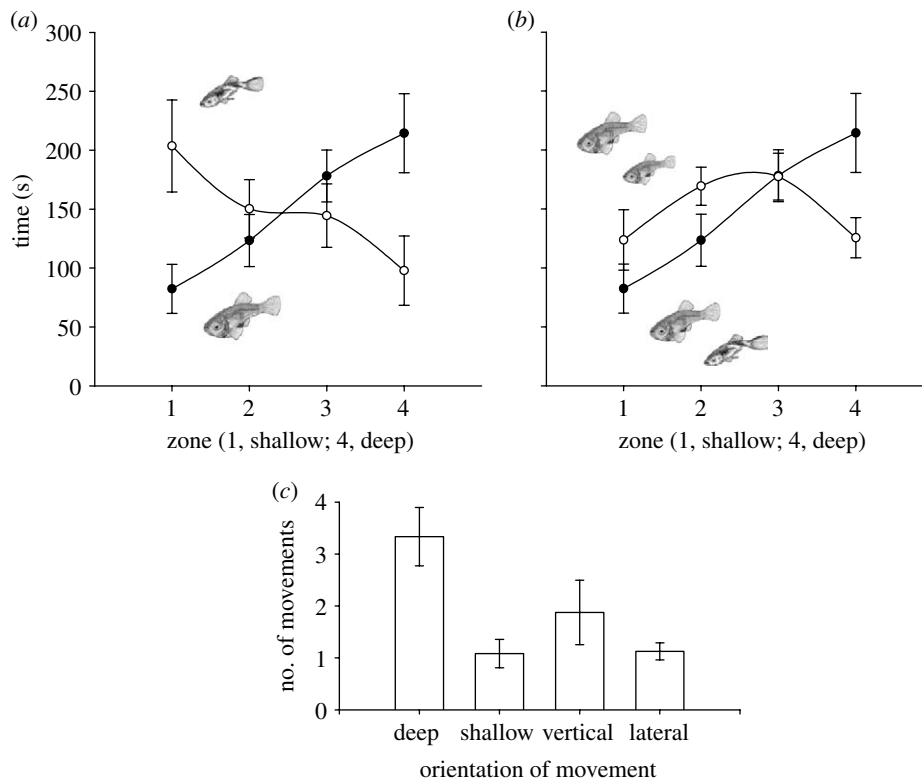 (a)
(b)
300
250
200
150
100
50
0
time (s)
1 2 3 4
zone (1, shallow; 4, deep)
1 2 3 4
zone (1, shallow; 4, deep)
(c)
4
3
2
1
0
no. of movements
deep shallow vertical lateral
orientation of movement